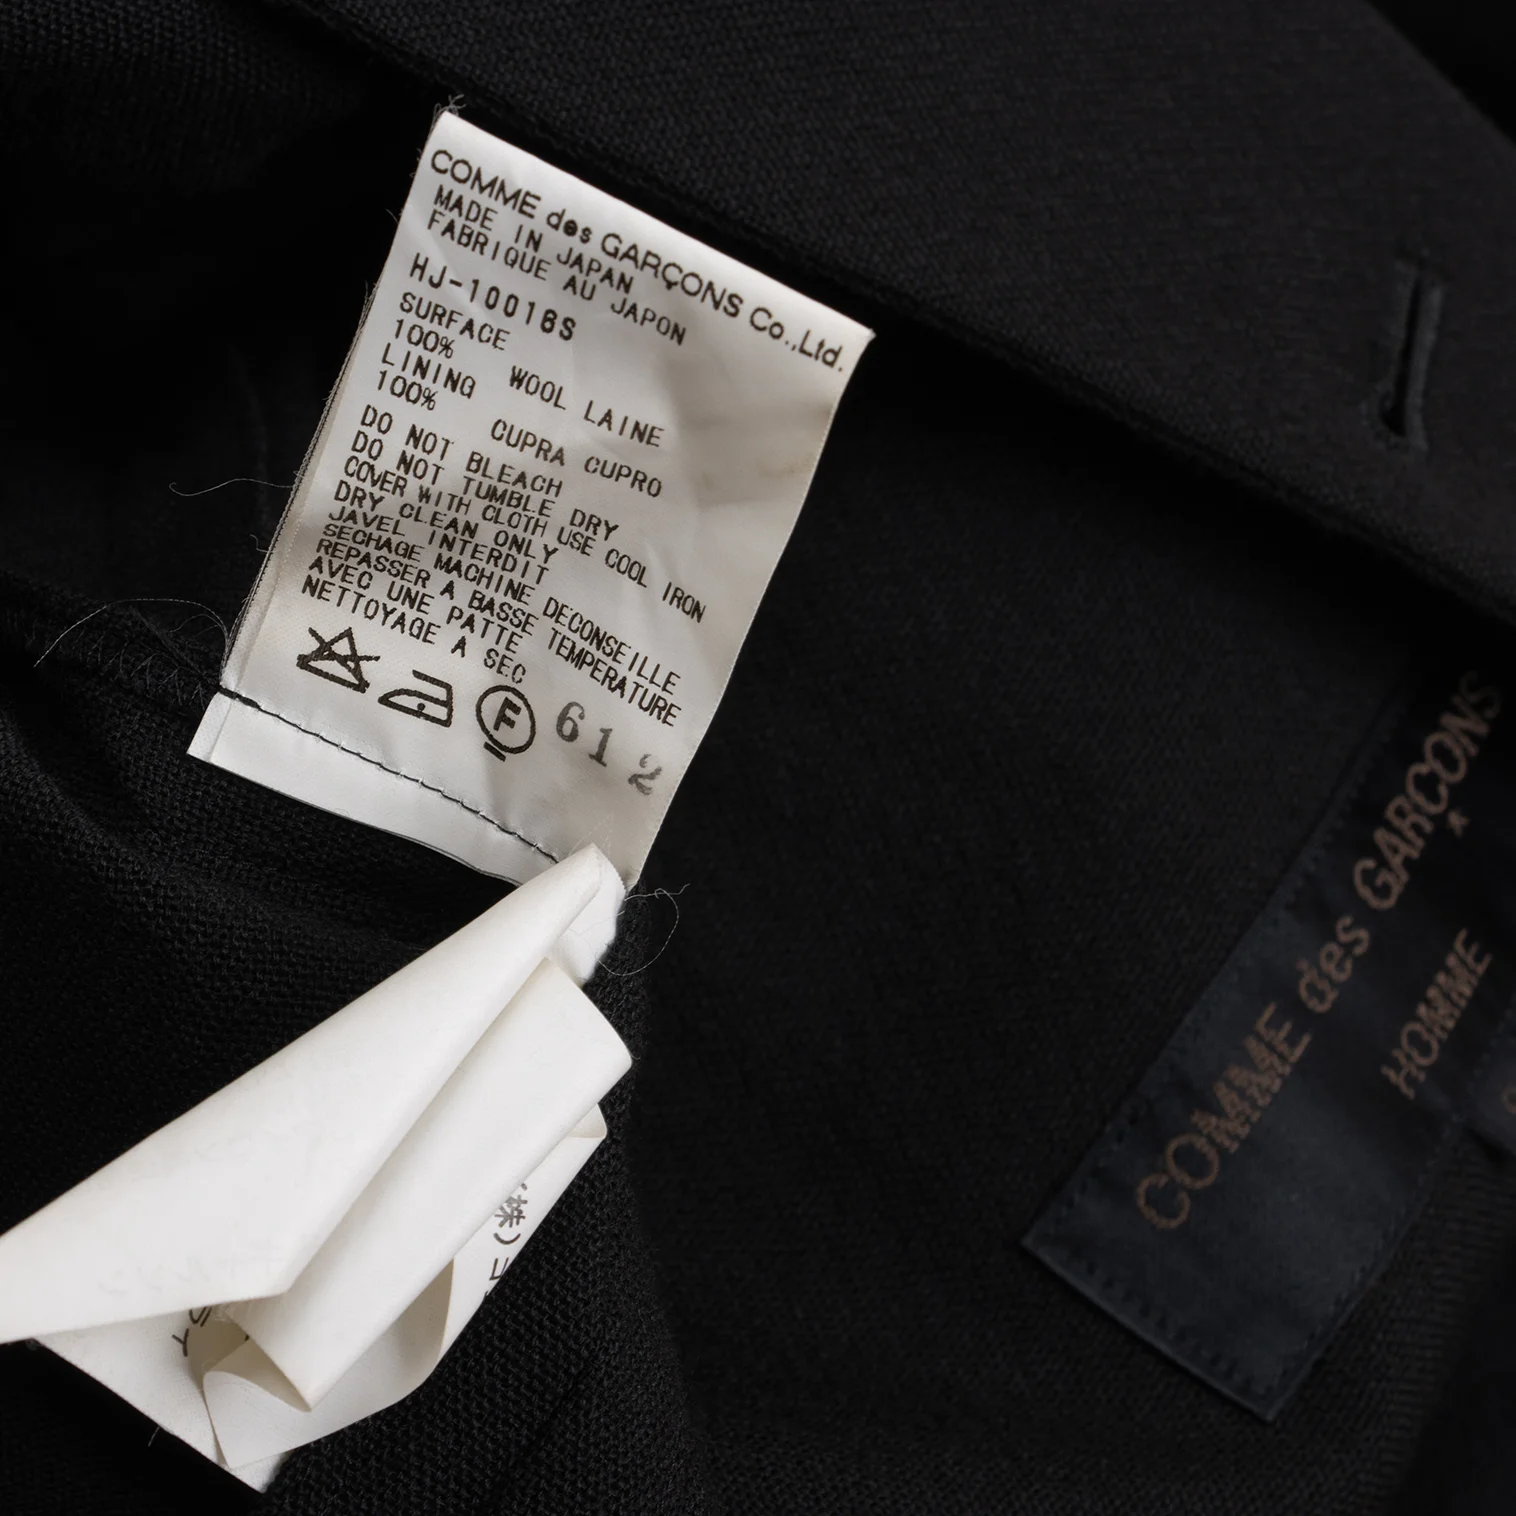 COMME des GARÇONS Co.,Ltd.
MADE IN JAPAN
FABRIQUE AU JAPON
HJ-10016S
SURFACE
100% WOOL LAINE
LINING
100% CUPRA CUPRO
DO NOT BLEACH
DO NOT TUMBLE DRY
COVER WITH CLOTH USE COOL IRON
DRY CLEAN ONLY
JAVEL INTERDIT
SECHAGE MACHINE DECONSEILLE
REPASSER A BASSE TEMPERATURE
AVEC UNE PATTE
NETTOYAGE A SEC
F 612
COMME des GARÇONS
HOMME